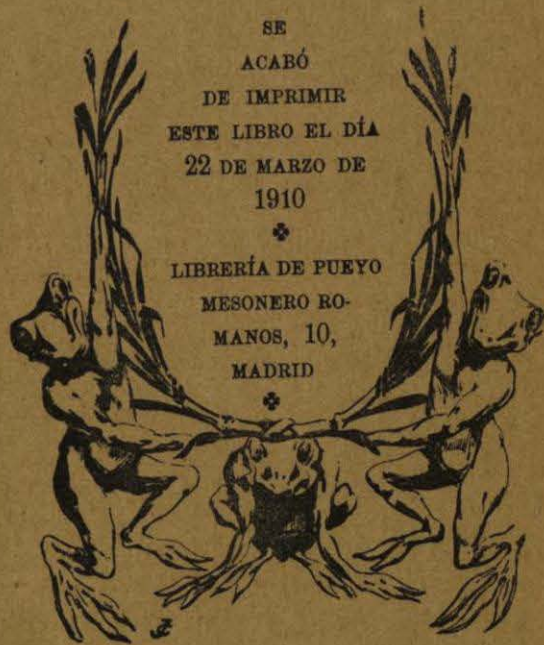 SE
ACABÓ
DE IMPRIMIR
ESTE LIBRO EL DÍA
22 DE MARZO DE
1910
LIBRERÍA DE PUEYO
MESONERO RO-
MANOS, 10,
MADRID